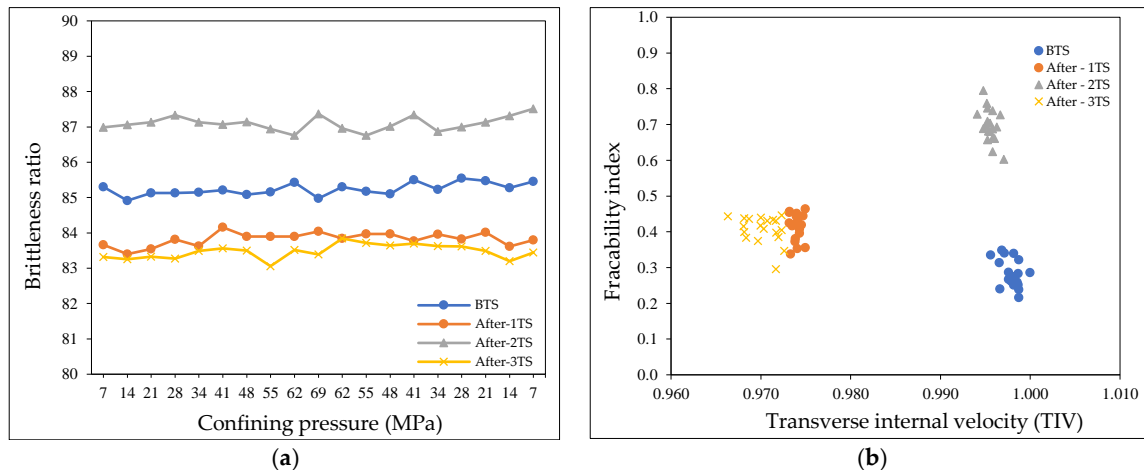 90
89
88
87
86
85
84
83
82
81
80
Brittleness ratio
BTS
After-1TS
After-2TS
After-3TS
7 14 21 28 34 41 48 55 62 69 62 55 48 41 34 28 21 14 7
Confining pressure (MPa)
(a)
1.0
0.9
0.8
0.7
0.6
0.5
0.4
0.3
0.2
0.1
0.0
Fracability index
BTS
After - 1TS
After - 2TS
After - 3TS
0.960 0.970 0.980 0.990 1.000 1.010
Transverse internal velocity (TIV)
(b)